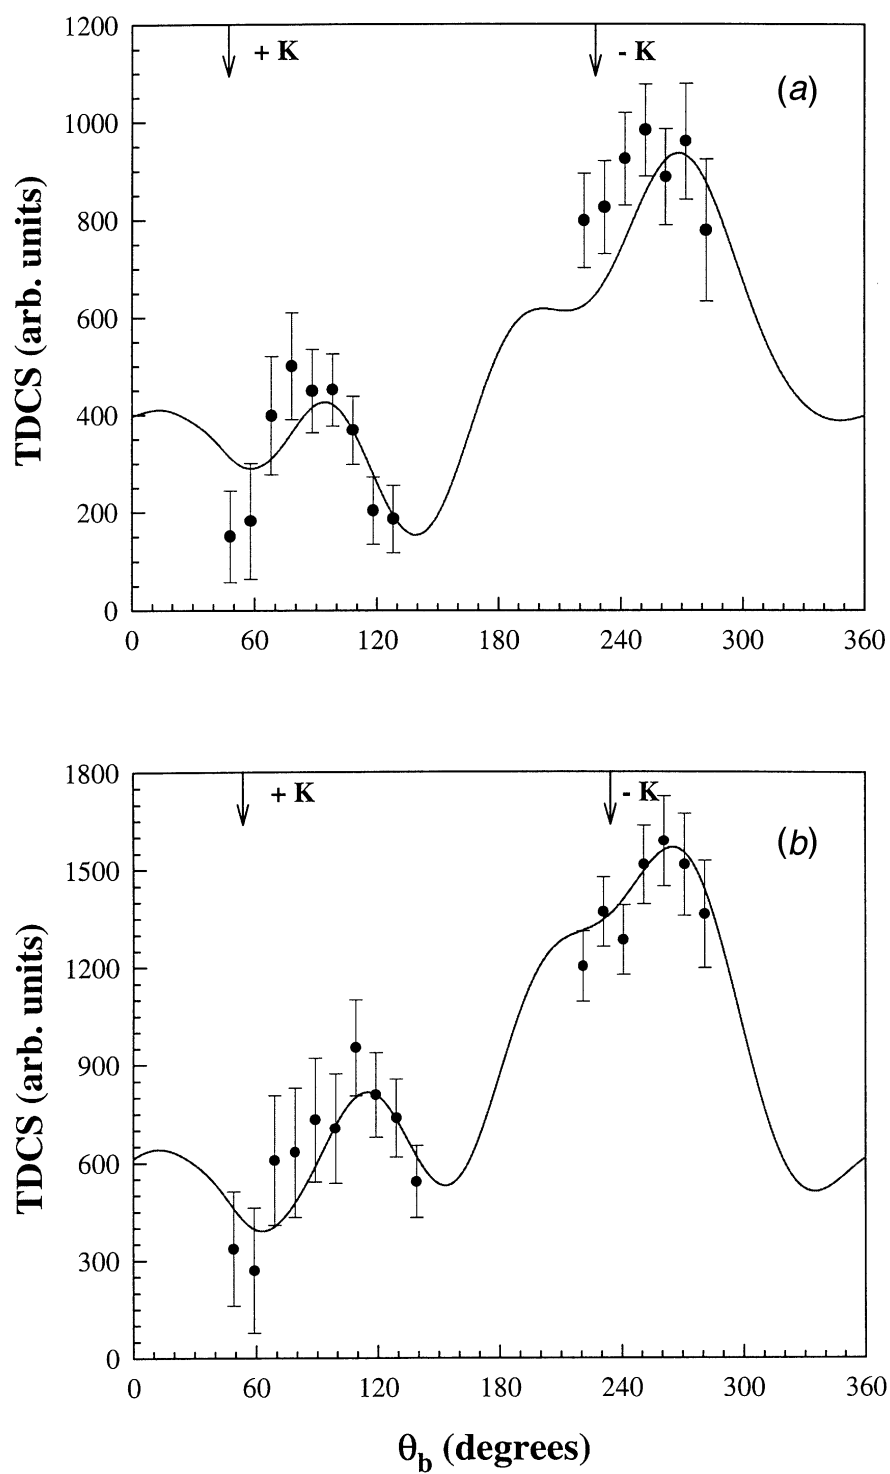 1200
+ K
- K
(a)
1000
800
600
400
200
0
TDCS (arb. units)
0 60 120 180 240 300 360
1800
+ K
- K
(b)
1500
1200
900
600
300
0
TDCS (arb. units)
0 60 120 180 240 300 360
θb (degrees)